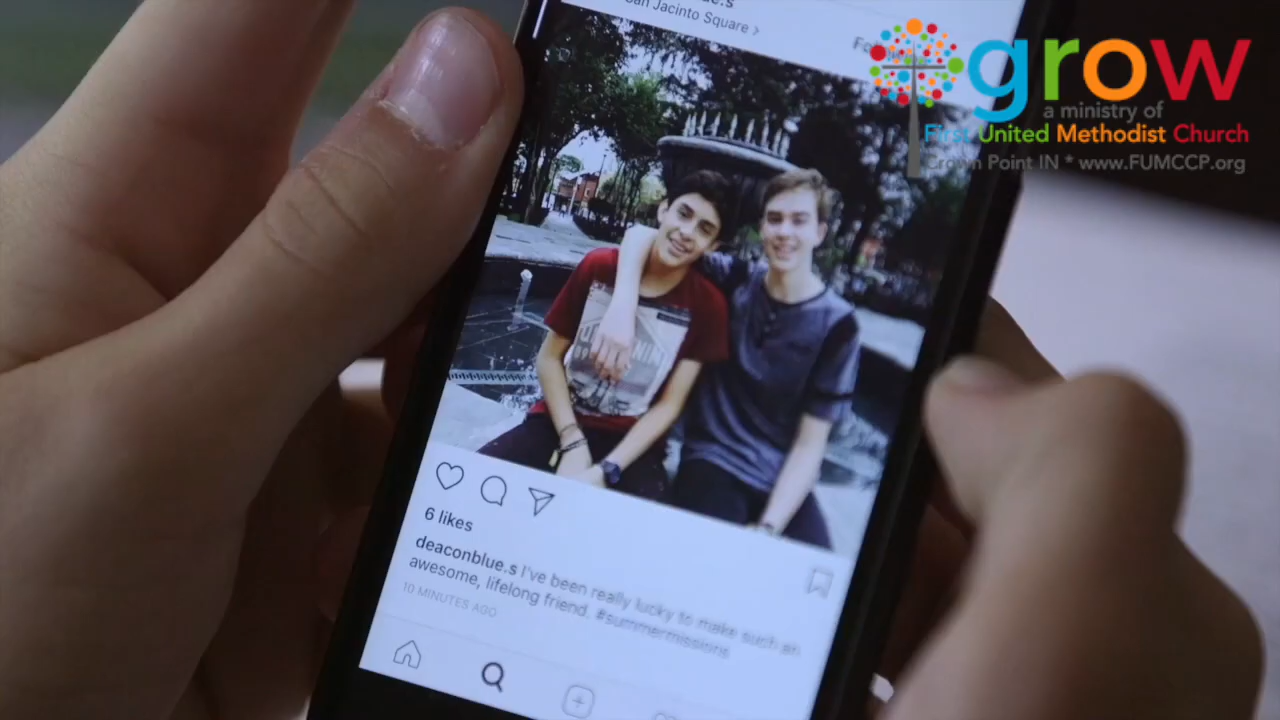 San Jacinto Square >
grow
a ministry of
First United Methodist Church
Crown Point IN * www.FUMCCP.org
6 likes
deaconblue.s I've been really lucky to make such an
awesome, lifelong friend. #summermissions
10 MINUTES AGO